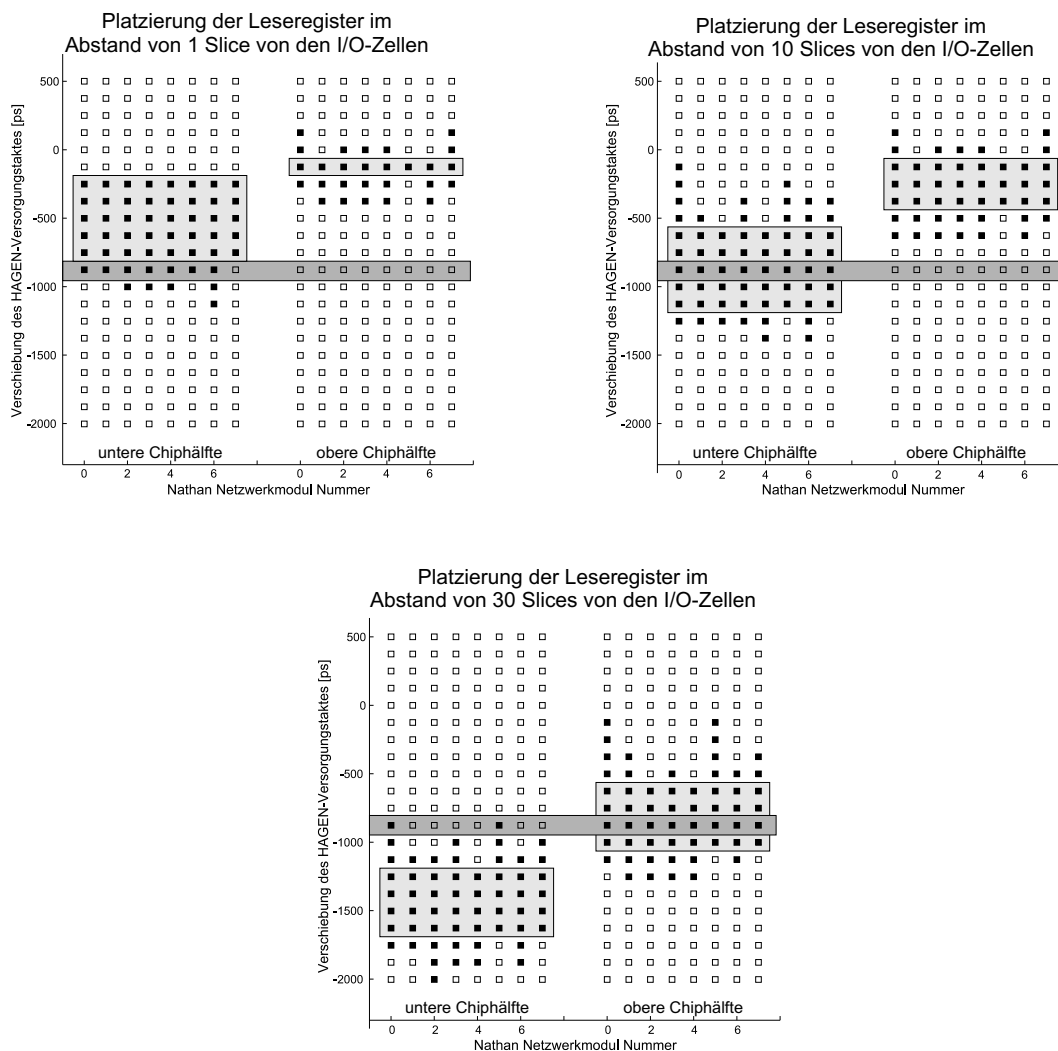 Platzierung der Leseregister im
Abstand von 1 Slice von den I/O-Zellen
Verschiebung des HAGEN-Versorgungstaktes [ps]
500
0
-500
-1000
-1500
-2000
untere Chiphälfte
obere Chiphälfte
0 2 4 6 0 2 4 6
Nathan Netzwerkmodul Nummer
Platzierung der Leseregister im
Abstand von 10 Slices von den I/O-Zellen
Verschiebung des HAGEN-Versorgungstaktes [ps]
500
0
-500
-1000
-1500
-2000
untere Chiphälfte
obere Chiphälfte
0 2 4 6 0 2 4 6
Nathan Netzwerkmodul Nummer
Platzierung der Leseregister im
Abstand von 30 Slices von den I/O-Zellen
Verschiebung des HAGEN-Versorgungstaktes [ps]
500
0
-500
-1000
-1500
-2000
untere Chiphälfte
obere Chiphälfte
0 2 4 6 0 2 4 6
Nathan Netzwerkmodul Nummer